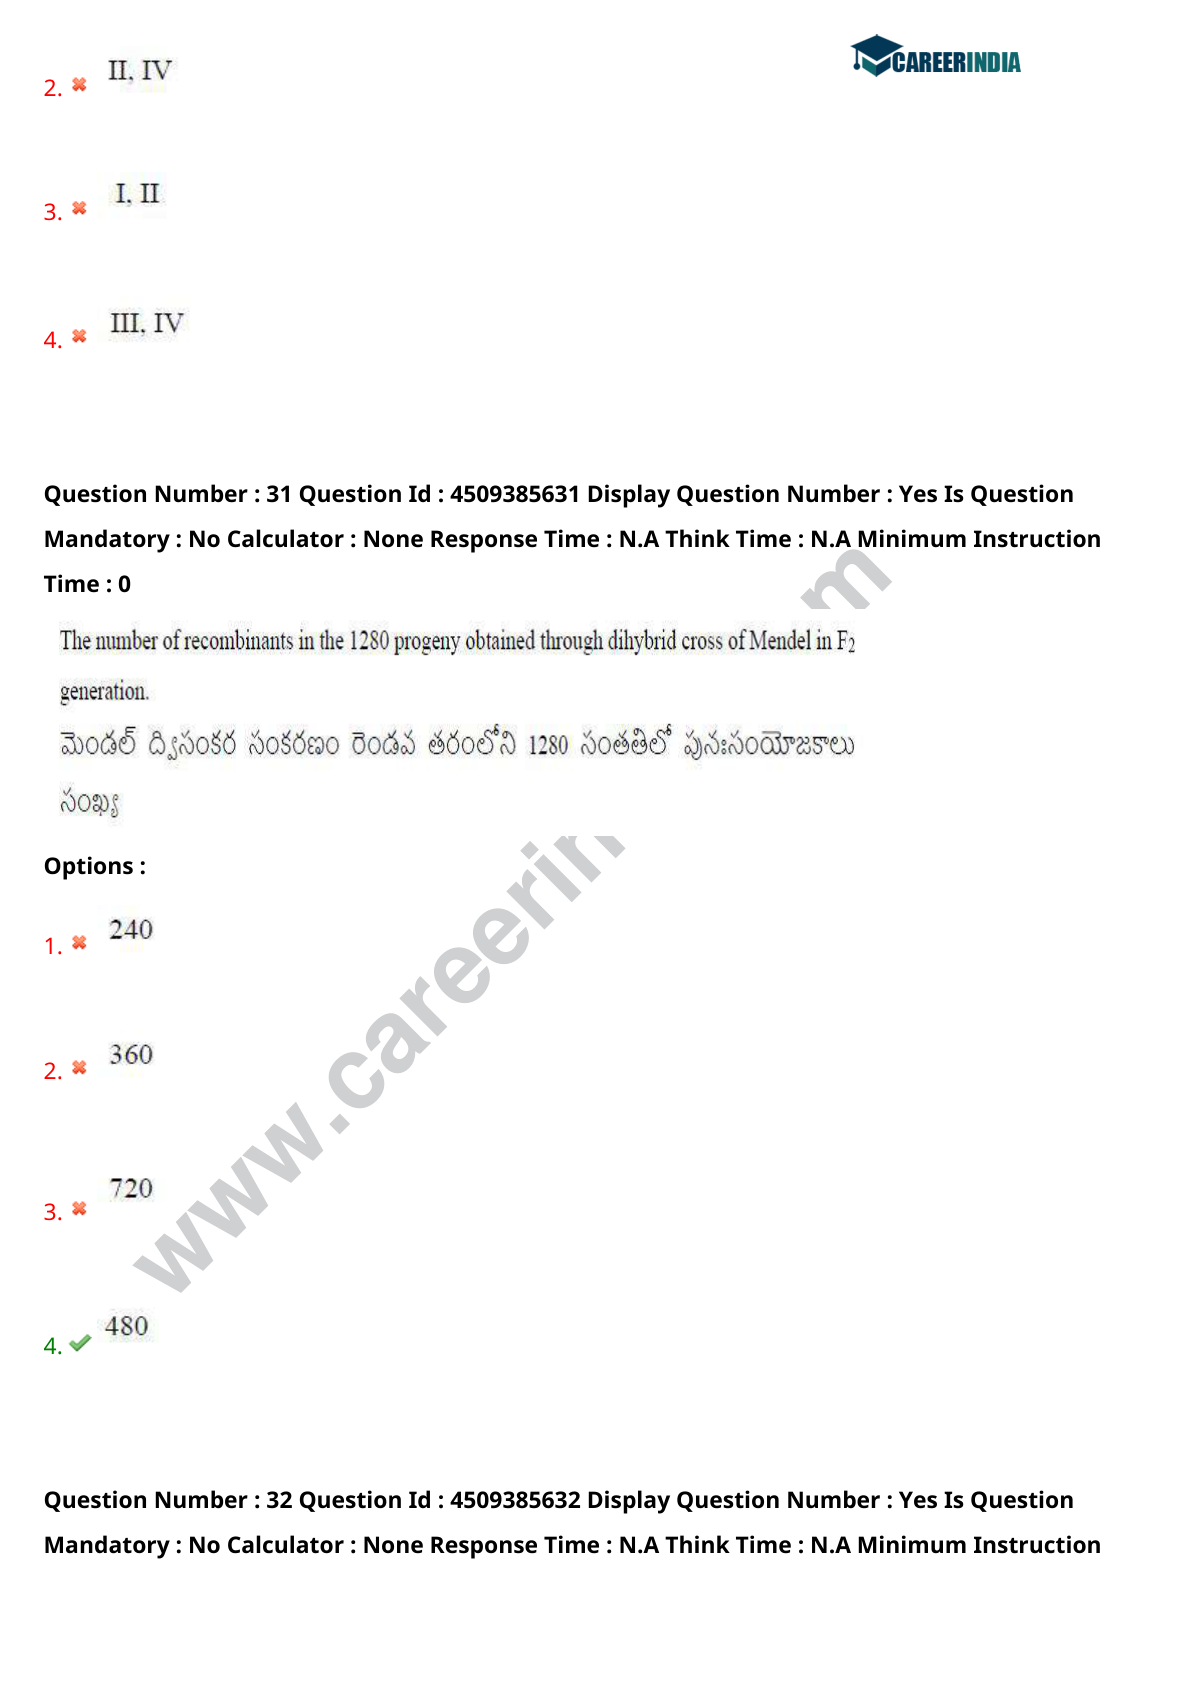 CAREERINDIA
2. II, IV
3. I, II
4. III, IV
Question Number : 31 Question Id : 4509385631 Display Question Number : Yes Is Question
Mandatory : No Calculator : None Response Time : N.A Think Time : N.A Minimum Instruction
Time : 0
The number of recombinants in the 1280 progeny obtained through dihybrid cross of Mendel in F₂
generation.
మెండల్ ద్విసంకర సంకరణం రెండవ తరంలోని 1280 సంతతిలో పునఃసంయోజకాలు
సంఖ్య
Options :
1. 240
2. 360
3. 720
4. 480
Question Number : 32 Question Id : 4509385632 Display Question Number : Yes Is Question
Mandatory : No Calculator : None Response Time : N.A Think Time : N.A Minimum Instruction